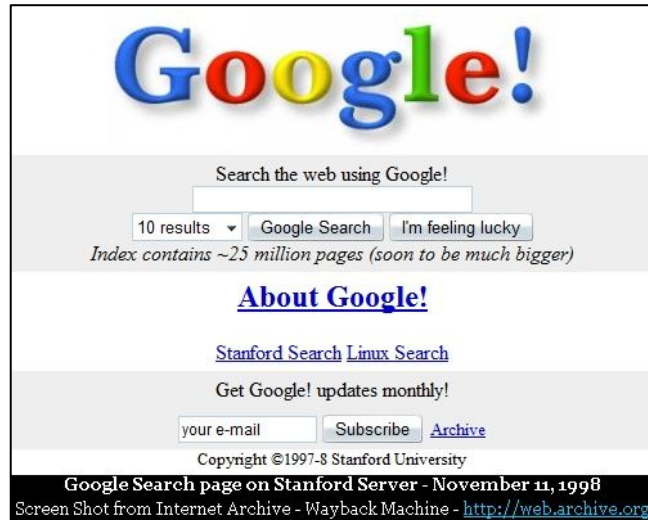 Google!
Search the web using Google!
10 results Google Search I'm feeling lucky
Index contains ~25 million pages (soon to be much bigger)
About Google!
Stanford Search Linux Search
Get Google! updates monthly!
your e-mail Subscribe Archive
Copyright ©1997-8 Stanford University
Google Search page on Stanford Server - November 11, 1998
Screen Shot from Internet Archive - Wayback Machine - http://web.archive.org